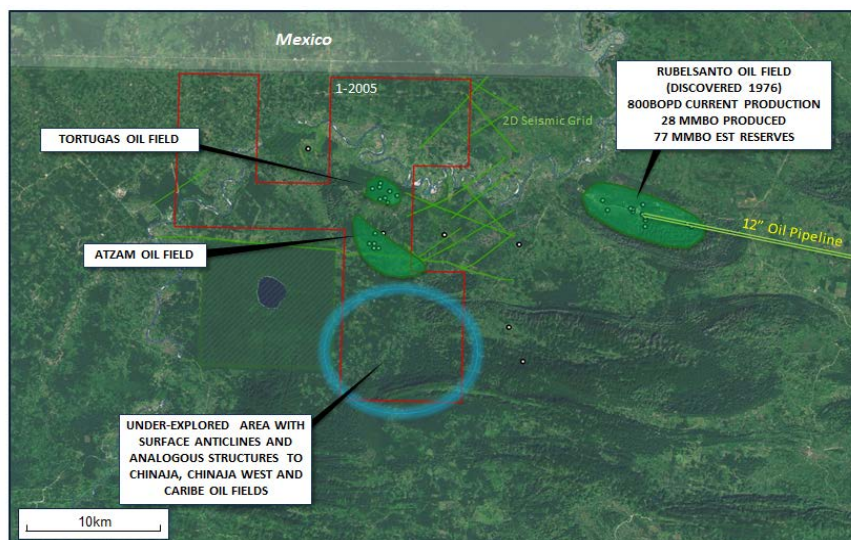 Mexico
1-2005
RUBELSANTO OIL FIELD
(DISCOVERED 1976)
800BOPD CURRENT PRODUCTION
28 MMBO PRODUCED
77 MMBO EST RESERVES
2D Seismic Grid
TORTUGAS OIL FIELD
12" Oil Pipeline
ATZAM OIL FIELD
UNDER-EXPLORED AREA WITH
SURFACE ANTICLINES AND
ANALOGOUS STRUCTURES TO
CHINAJA, CHINAJA WEST AND
CARIBE OIL FIELDS
10km